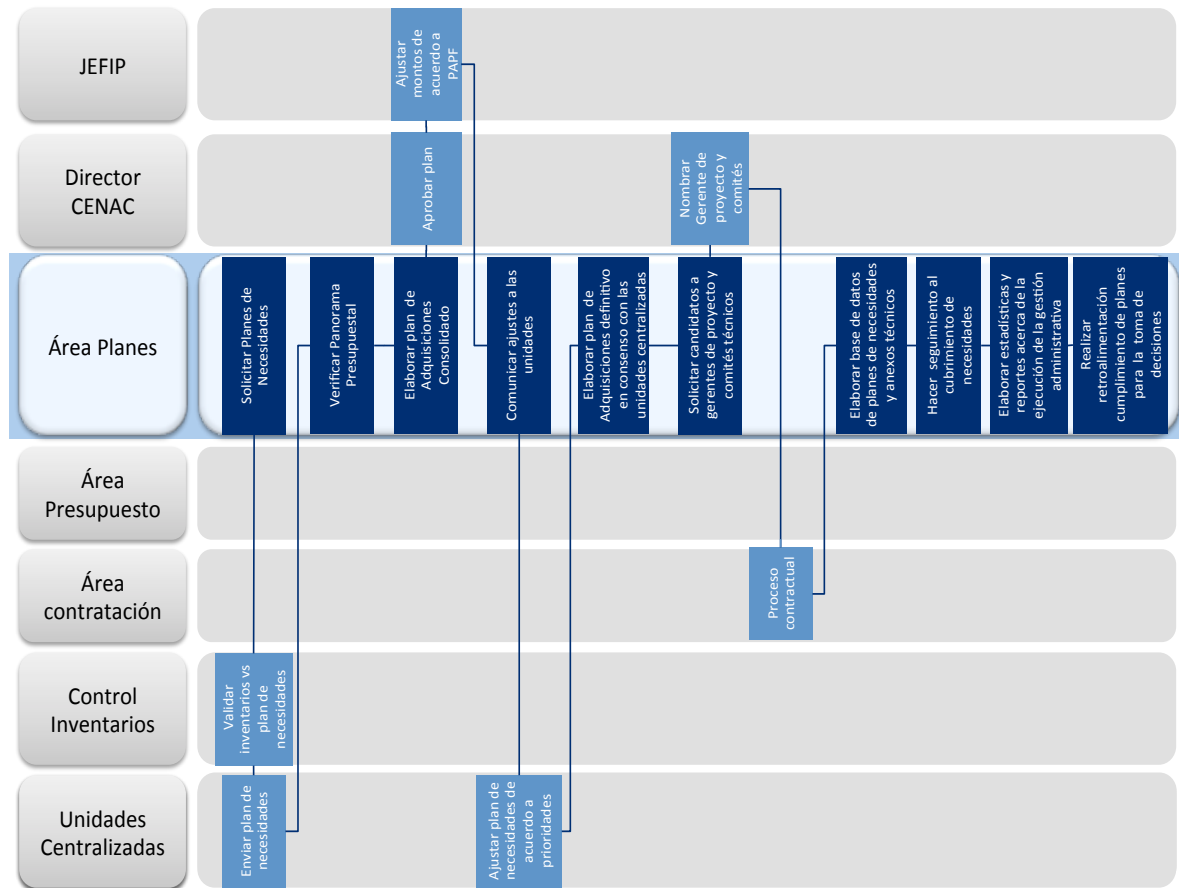 JEFIP
Ajustar
montos de
acuerdo a
PAPF
Director
CENAC
Aprobar plan
Nombrar
Gerente de
proyecto y
comités
Área Planes
Solicitar Planes de
Necesidades
Verificar Panorama
Presupuestal
Elaborar plan de
Adquisiciones
Consolidado
Comunicar ajustes a las
unidades
Elaborar plan de
Adquisiciones definitivo
en consenso con las
unidades centralizadas
Solicitar candidatos a
gerentes de proyecto y
comités técnicos
Elaborar base de datos
de planes de necesidades
y anexos técnicos
Hacer seguimiento al
cubrimiento de
necesidades
Elaborar estadísticas y
reportes acerca de la
ejecución de la gestión
administrativa
Realizar
retroalimentación
cumplimiento de planes
para la toma de
decisiones
Área
Presupuesto
Área
contratación
Proceso
contractual
Control
Inventarios
Validar
inventarios vs
plan de
necesidades
Unidades
Centralizadas
Enviar plan de
necesidades
Ajustar plan de
necesidades de
acuerdo a
prioridades